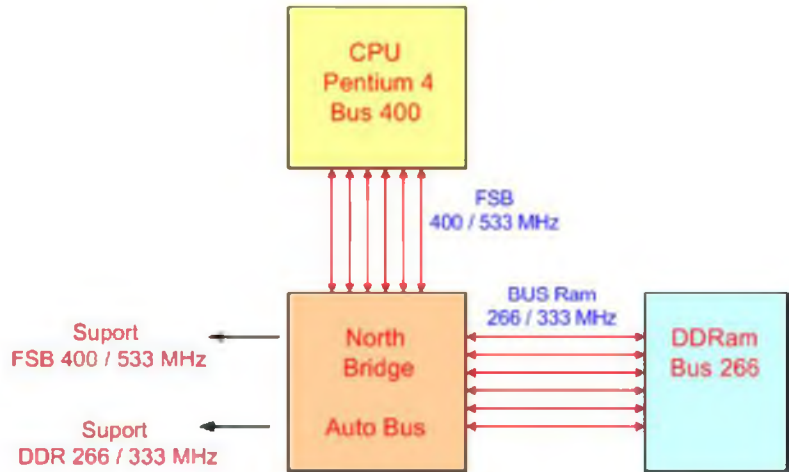 CPU
Pentium 4
Bus 400
FSB
400 / 533 MHz
BUS Ram
266 / 333 MHz
Suport
FSB 400 / 533 MHz
North
Bridge
Auto Bus
DDRam
Bus 266
Suport
DDR 266 / 333 MHz